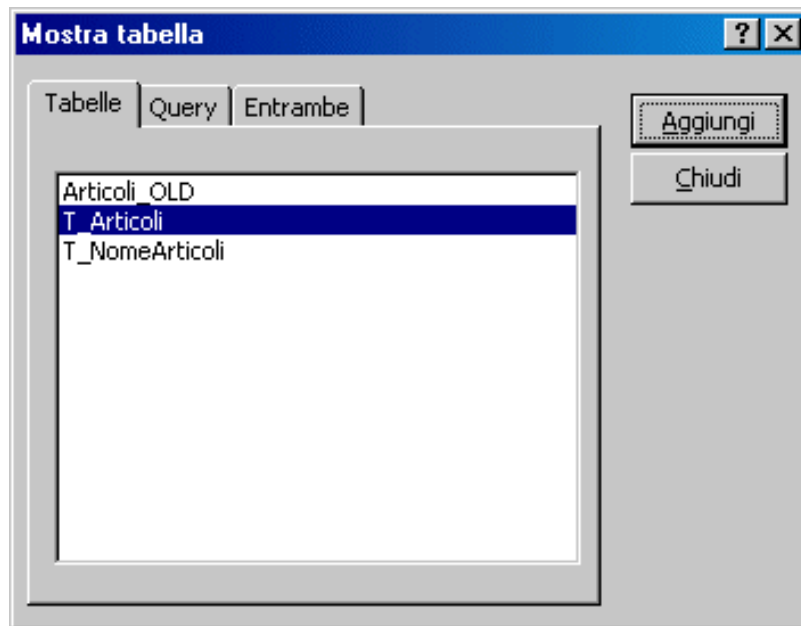 Mostra tabella
Tabelle Query Entrambe
Aggiungi
Chiudi
Articoli_OLD
T_Articoli
T_NomeArticoli